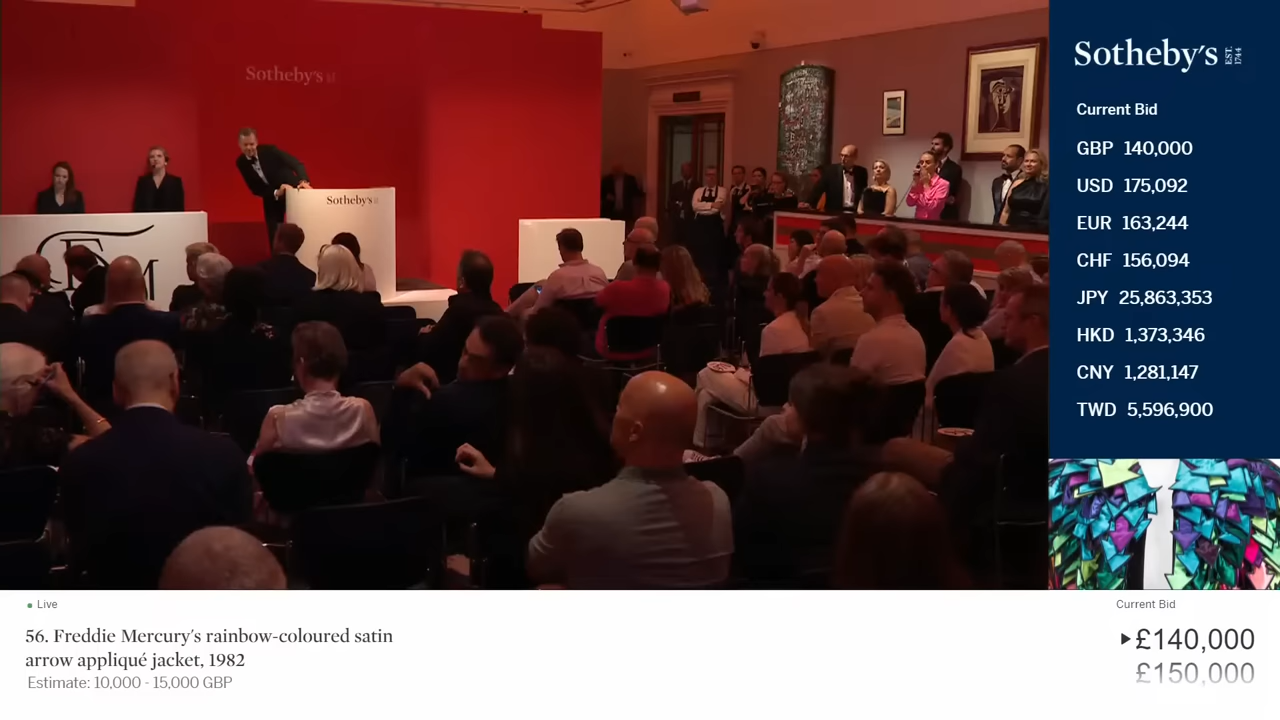 Sotheby's
Sotheby's
FM
Sotheby's EST. 1744
Current Bid
GBP 140,000
USD 175,092
EUR 163,244
CHF 156,094
JPY 25,863,353
HKD 1,373,346
CNY 1,281,147
TWD 5,596,900
Live
56. Freddie Mercury's rainbow-coloured satin
arrow appliqué jacket, 1982
Estimate: 10,000 - 15,000 GBP
Current Bid
£140,000
£150,000